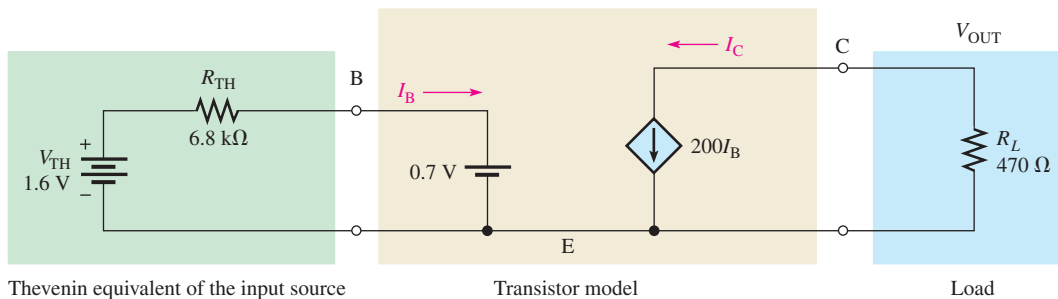 V_OUT
I_C
C
R_TH
B
I_B
6.8 kΩ
+
V_TH
1.6 V
–
0.7 V
200I_B
R_L
470 Ω
E
Thevenin equivalent of the input source
Transistor model
Load